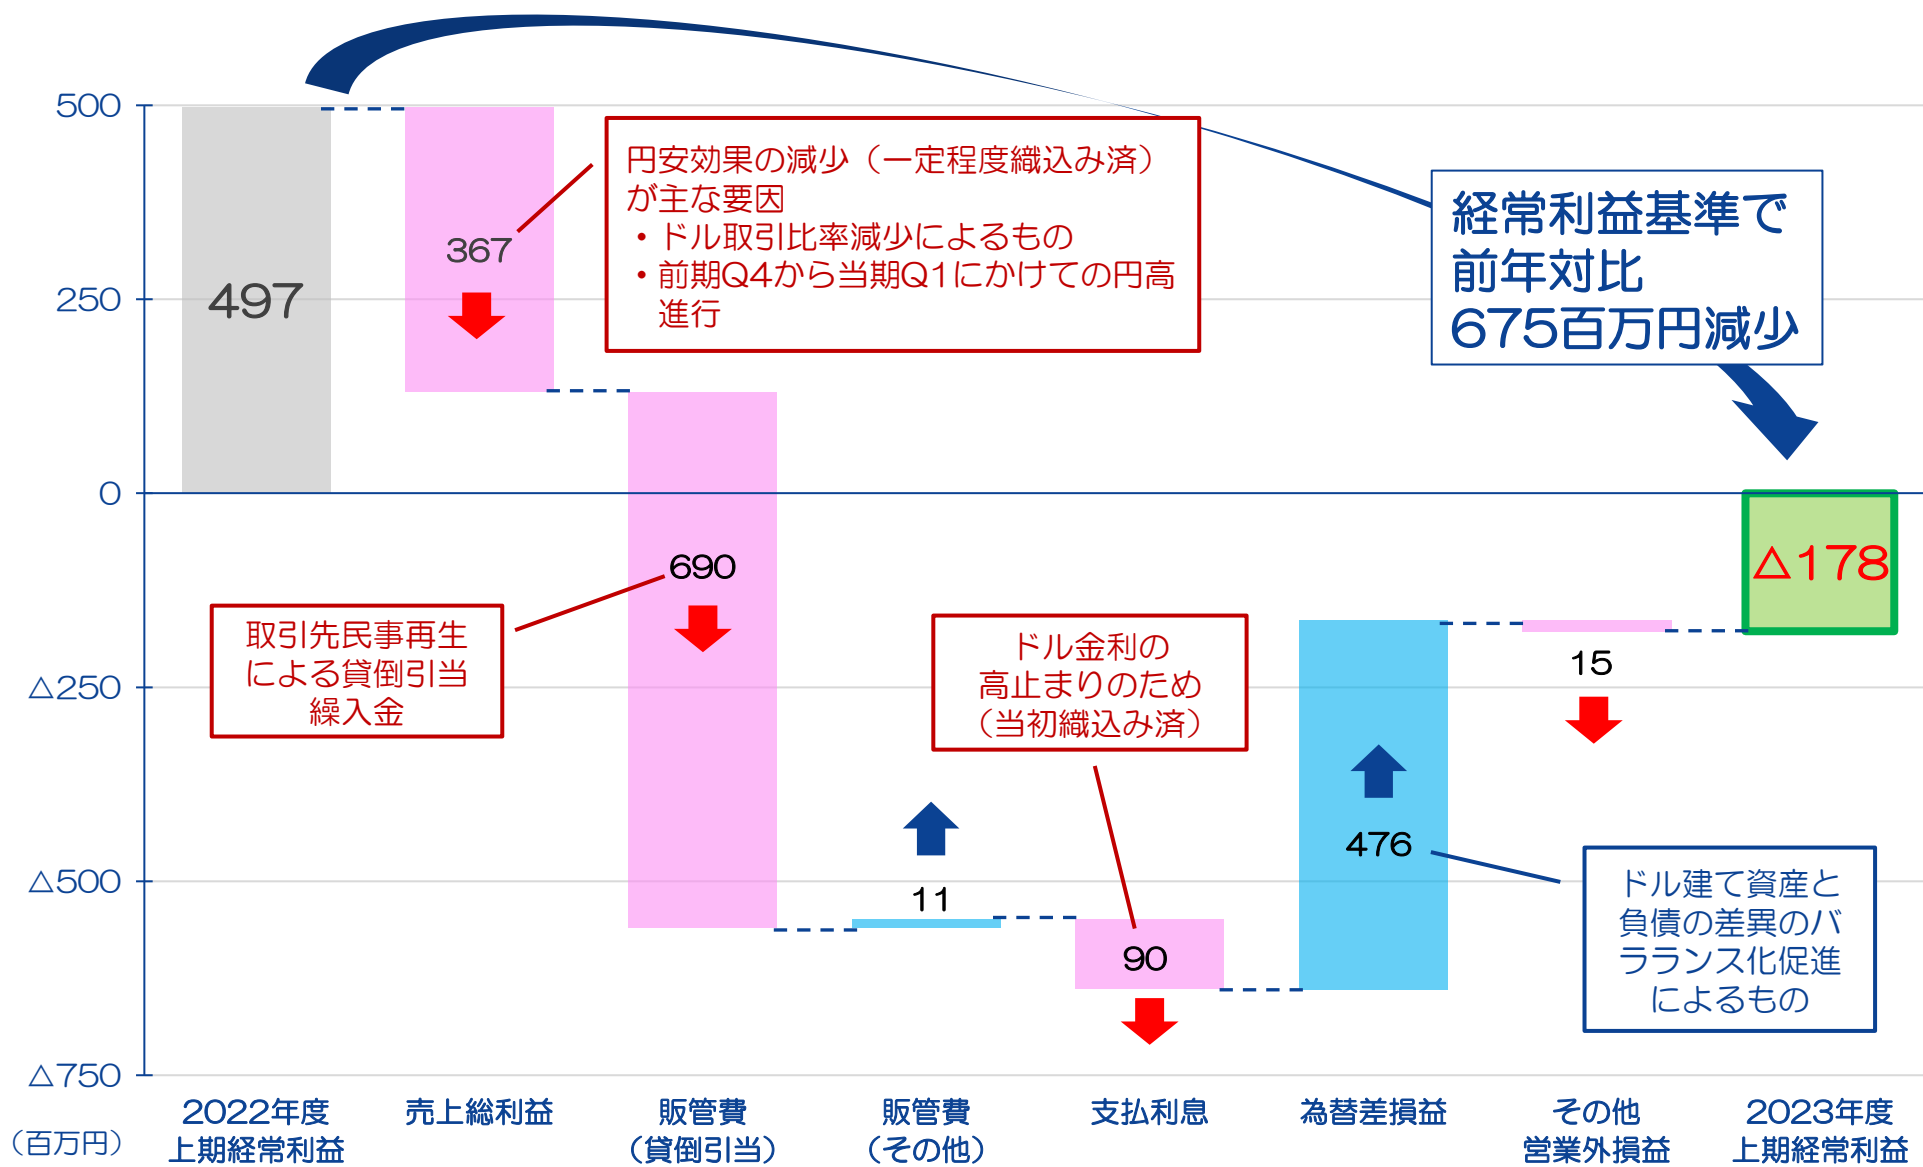 500
250
0
△250
△500
△750
（百万円）
497
367
円安効果の減少（一定程度織込み済）
が主な要因
・ドル取引比率減少によるもの
・前期Q4から当期Q1にかけての円高
進行
経常利益基準で
前年対比
675百万円減少
690
取引先民事再生
による貸倒引当
繰入金
11
ドル金利の
高止まりのため
（当初織込み済）
90
476
ドル建て資産と
負債の差異のバ
ラランス化促進
によるもの
15
△178
2022年度
上期経常利益
売上総利益
販管費
（貸倒引当）
販管費
（その他）
支払利息
為替差損益
その他
営業外損益
2023年度
上期経常利益